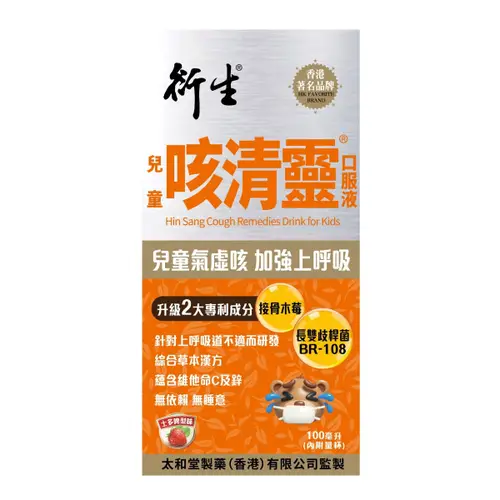 衍生®
香港
著名品牌
HK FAVORITE
BRAND
兒童 咳清靈® 口服液
Hin Sang Cough Remedies Drink for Kids
兒童氣虛咳 加強上呼吸
升級2大專利成分
接骨木莓
長雙歧桿菌
BR-108
針對上呼吸道不適而研發
綜合草本漢方
蘊含維他命C及鋅
無依賴 無睡意
士多啤梨味
100毫升
(內附量杯)
太和堂製藥(香港)有限公司監製